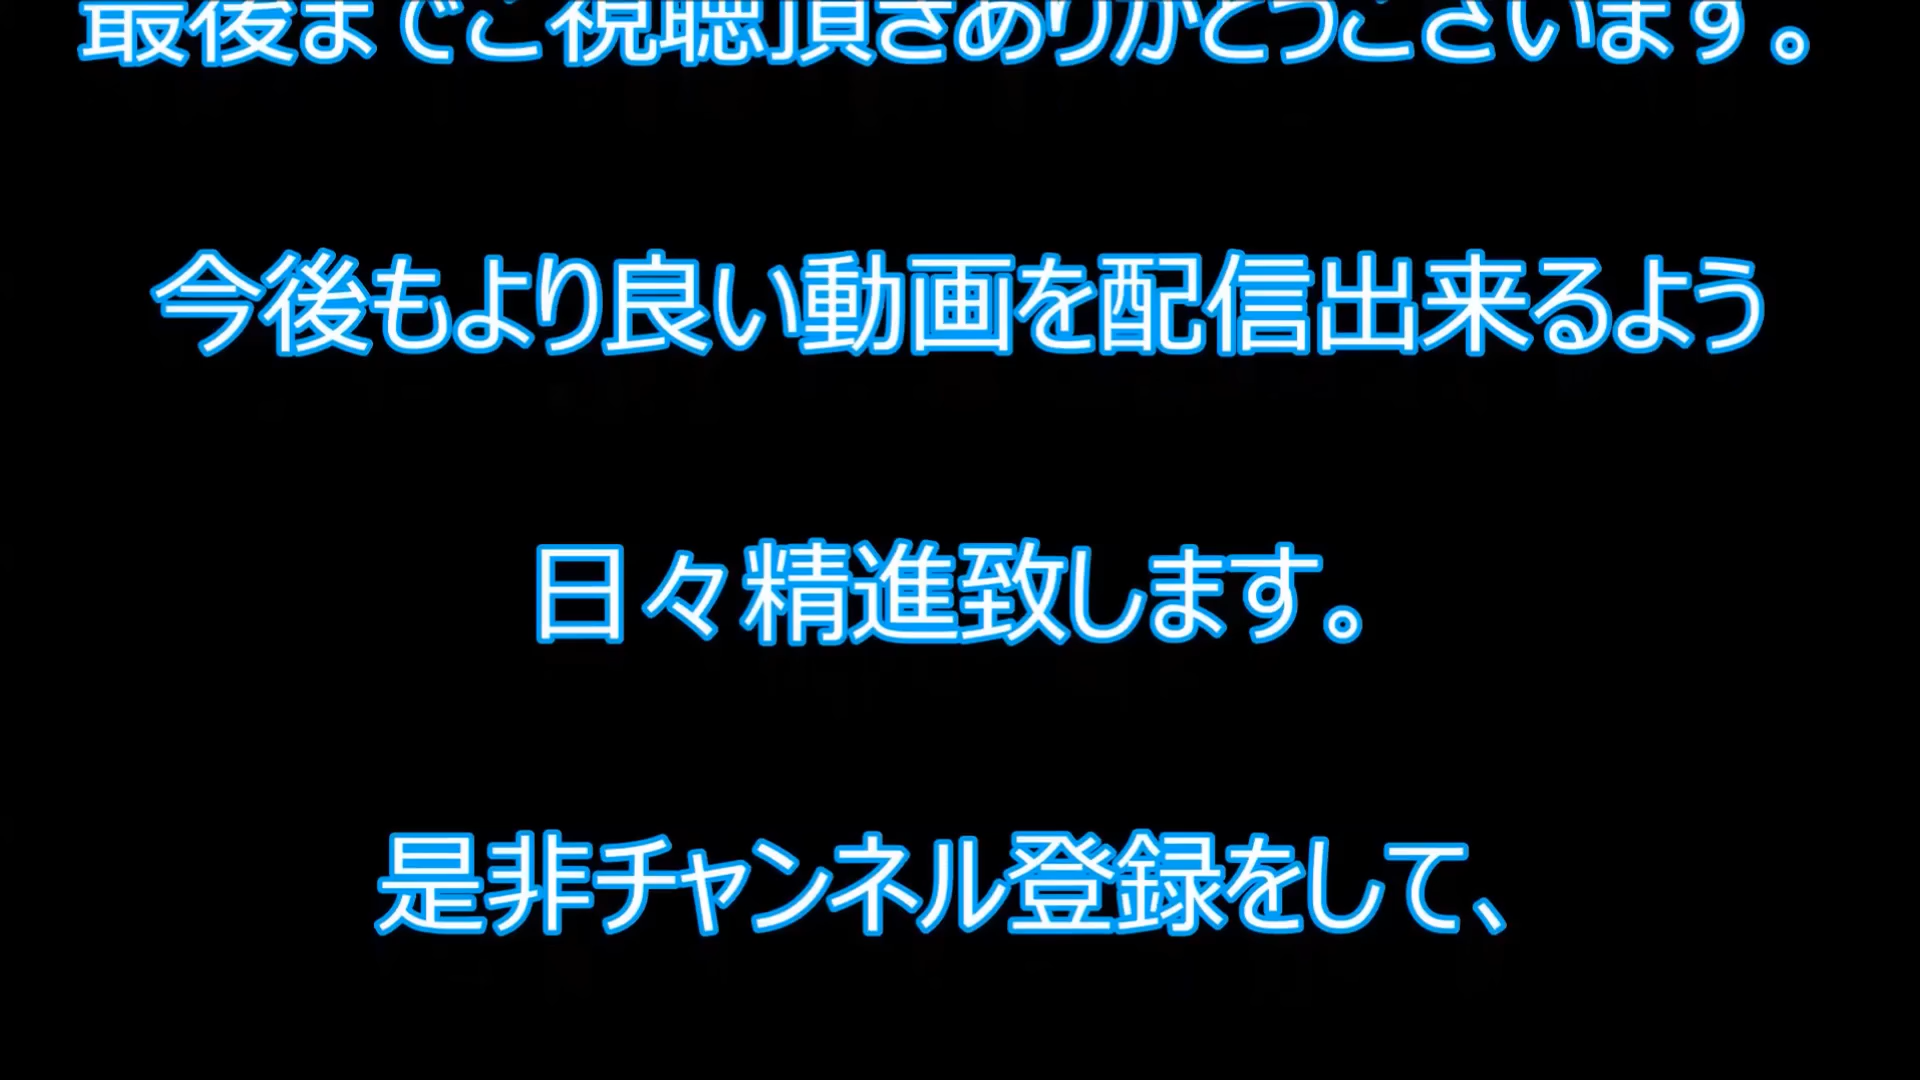 最後までご視聴頂きありがとうございます。
今後もより良い動画を配信出来るよう
日々精進致します。
是非チャンネル登録をして、